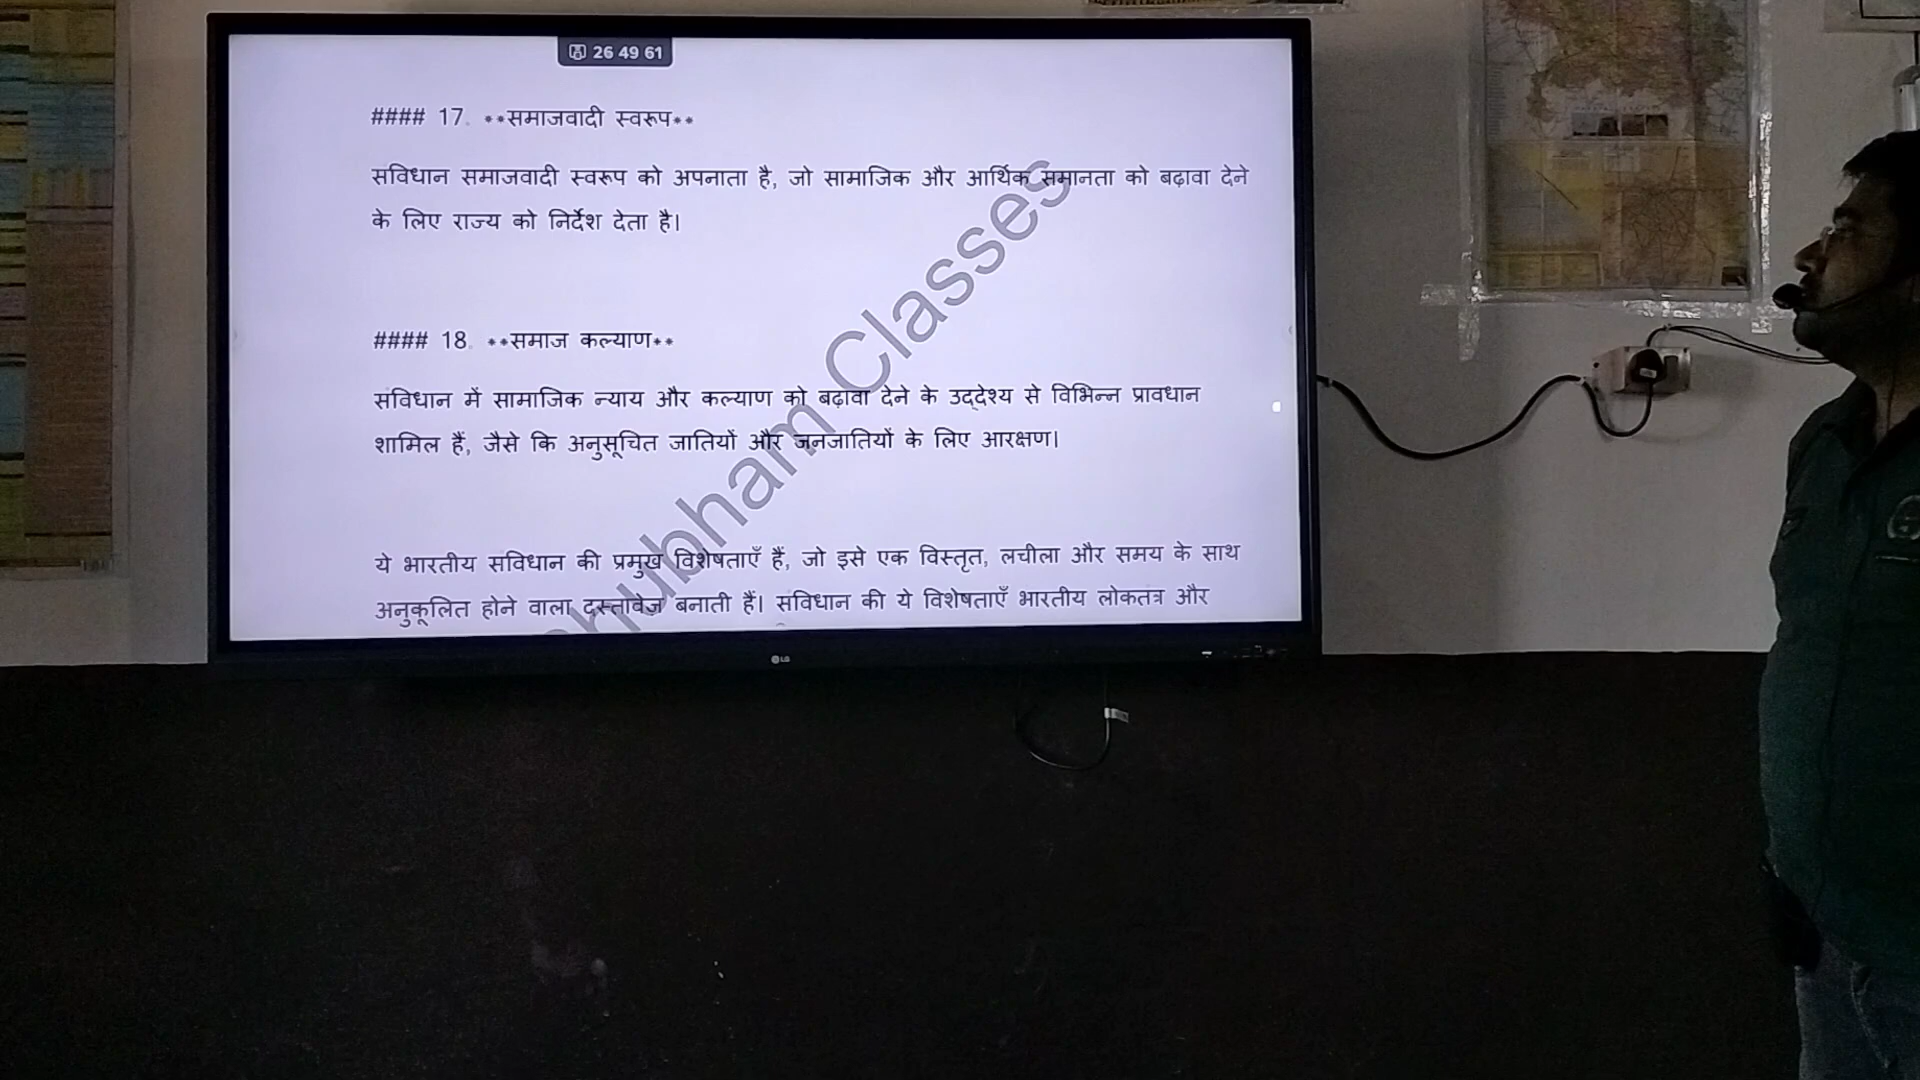 26 49 61
#### 17. **समाजवादी स्वरूप**
संविधान समाजवादी स्वरूप को अपनाता है, जो सामाजिक और आर्थिक समानता को बढ़ावा देने
के लिए राज्य को निर्देश देता है।
#### 18. **समाज कल्याण**
संविधान में सामाजिक न्याय और कल्याण को बढ़ावा देने के उद्देश्य से विभिन्न प्रावधान
शामिल हैं, जैसे कि अनुसूचित जातियों और जनजातियों के लिए आरक्षण।
ये भारतीय संविधान की प्रमुख विशेषताएँ हैं, जो इसे एक विस्तृत, लचीला और समय के साथ
अनुकूलित होने वाला दस्तावेज बनाती हैं। संविधान की ये विशेषताएँ भारतीय लोकतंत्र और
hubham Classes
LG